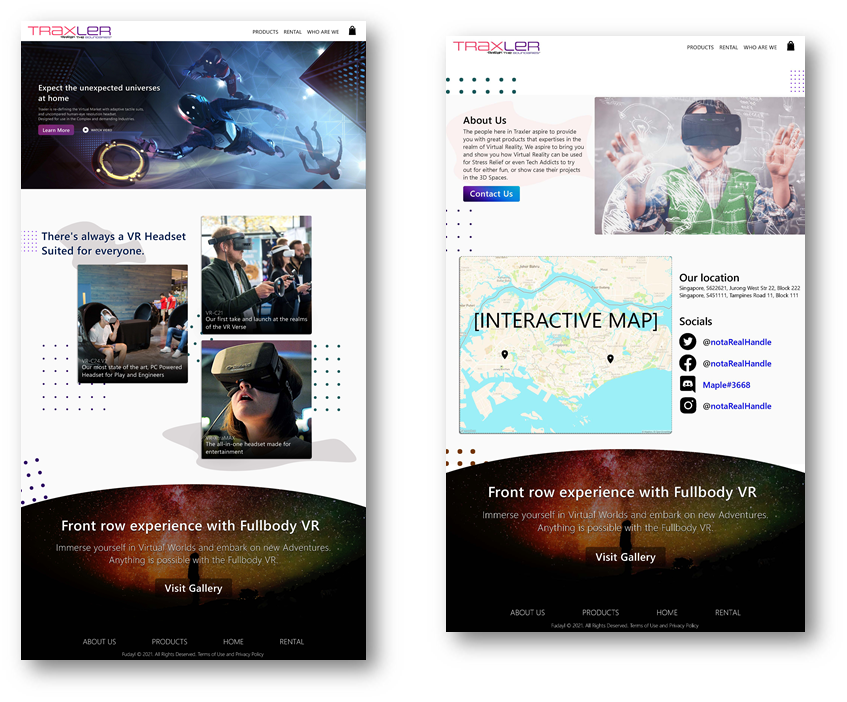 TRAXLER
PRODUCTS RENTAL WHO ARE WE
Expect the unexpected universes
at home
Traxler is re-defining the Virtual Market with adaptive tactile suits,
and uncompared human-eye resolution headset
Designed for use in the Complex and demanding Industries.
Learn More
WATCH VIDEO
There's always a VR Headset
Suited for everyone.
VR-C21
Our first take and launch at the realms
of the VR Verse
VR-C24 V2
Our most state of the art, PC Powered
Headset for Play and Engineers
The all-in-one headset made for
entertainment
Front row experience with Fullbody VR
Immerse yourself in Virtual Worlds and embark on new Adventures.
Anything is possible with the Fullbody VR.
Visit Gallery
ABOUT US PRODUCTS HOME RENTAL
Fudayl © 2021. All Rights Deserved. Terms of Use and Privacy Policy
TRAXLER
PRODUCTS RENTAL WHO ARE WE
About Us
The people here in Traxler aspire to provide
you with great products that expertises in the
realm of Virtual Reality. We aspire to bring you
and show you how Virtual Reality can be used
for Stress Relief or even Tech Addicts to try
out for either fun, or show case their projects
in the 3D Spaces.
Contact Us
[INTERACTIVE MAP]
Our location
Singapore, S622621, Jurong West Str 22, Block 222
Singapore, S451111, Tampines Road 11, Block 111
Socials
@notaRealHandle
@notaRealHandle
Maple#3668
@notaRealHandle
Front row experience with Fullbody VR
Immerse yourself in Virtual Worlds and embark on new Adventures.
Anything is possible with the Fullbody VR.
Visit Gallery
ABOUT US PRODUCTS HOME RENTAL
Fudayl © 2021. All Rights Deserved. Terms of Use and Privacy Policy